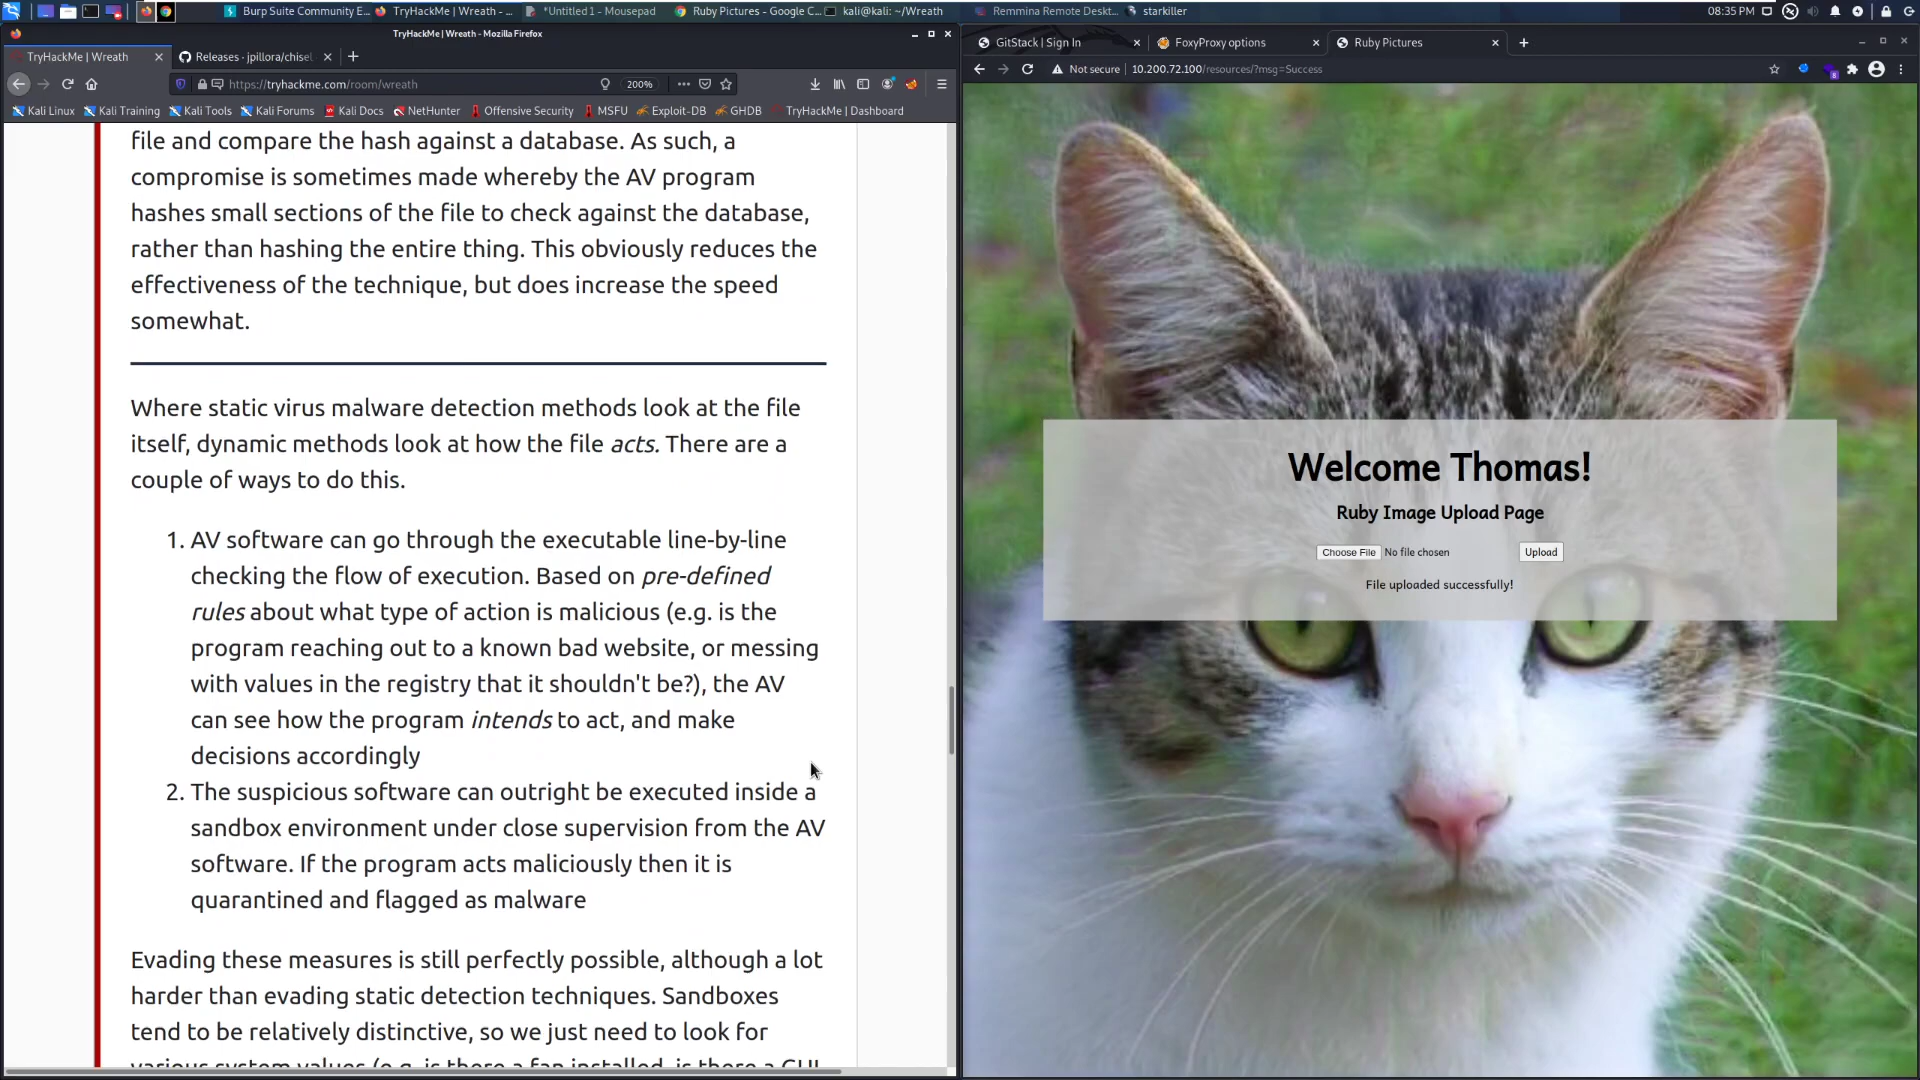 Burp Suite Community E...
TryHackMe | Wreath - ...
*Untitled 1 - Mousepad
Ruby Pictures - Google C...
kali@kali: ~/Wreath
Remmina Remote Deskt...
starkiller
08:35 PM
TryHackMe | Wreath - Mozilla Firefox
TryHackMe | Wreath
Releases · jpillora/chisel
https://tryhackme.com/room/wreath
200%
Kali Linux
Kali Training
Kali Tools
Kali Forums
Kali Docs
NetHunter
Offensive Security
MSFU
Exploit-DB
GHDB
TryHackMe | Dashboard
file and compare the hash against a database. As such, a
compromise is sometimes made whereby the AV program
hashes small sections of the file to check against the database,
rather than hashing the entire thing. This obviously reduces the
effectiveness of the technique, but does increase the speed
somewhat.
Where static virus malware detection methods look at the file
itself, dynamic methods look at how the file acts. There are a
couple of ways to do this.
1. AV software can go through the executable line-by-line
checking the flow of execution. Based on pre-defined
rules about what type of action is malicious (e.g. is the
program reaching out to a known bad website, or messing
with values in the registry that it shouldn't be?), the AV
can see how the program intends to act, and make
decisions accordingly
2. The suspicious software can outright be executed inside a
sandbox environment under close supervision from the AV
software. If the program acts maliciously then it is
quarantined and flagged as malware
Evading these measures is still perfectly possible, although a lot
harder than evading static detection techniques. Sandboxes
tend to be relatively distinctive, so we just need to look for
various system values (e.g. is there a fan installed, is there a GUI
GitStack | Sign In
FoxyProxy options
Ruby Pictures
Not secure
10.200.72.100/resources/?msg=Success
Welcome Thomas!
Ruby Image Upload Page
Choose File No file chosen
Upload
File uploaded successfully!